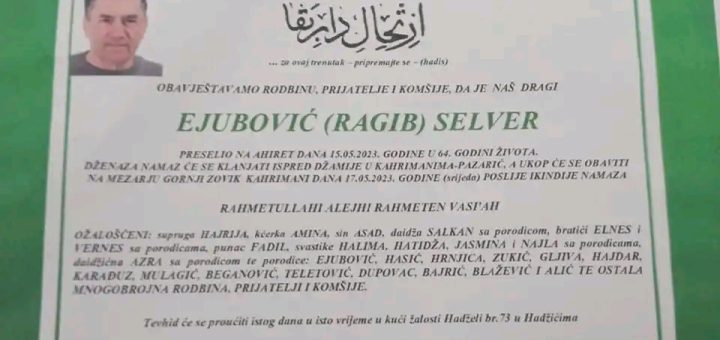 ... za ovaj trenutak – pripremajte se – (hadis)
OBAVJEŠTAVAMO RODBINU, PRIJATELJE I KOMŠIJE, DA JE NAŠ DRAGI
EJUBOVIĆ (RAGIB) SELVER
PRESELIO NA AHIRET DANA 15.05.2023. GODINE U 64. GODINI ŽIVOTA.
DŽENAZA NAMAZ ĆE SE KLANJATI ISPRED DŽAMIJE U KAHRIMANIMA-PAZARIĆ, A UKOP ĆE SE OBAVITI
NA MEZARJU GORNJI ZOVIK KAHRIMANI DANA 17.05.2023. GODINE (srijeda) POSLIJE IKINDIJE NAMAZA
RAHMETULLAHI ALEJHI RAHMETEN VASI'AH
OŽALOŠĆENI: supruga HAJRIJA, kćerka AMINA, sin ASAD, daidža SALKAN sa porodicom, bratići ELNES i
VERNES sa porodicama, punac FADIL, svastike HALIMA, HATIDŽA, JASMINA i NAJLA sa porodicama,
daidžična AZRA sa porodicom te porodice: EJUBOVIĆ, HASIĆ, HRNJICA, ZUKIĆ, GLJIVA, HAJDAR,
KARAĐUZ, MULAGIĆ, BEGANOVIĆ, TELETOVIĆ, DUPOVAC, BAJRIĆ, BLAŽEVIĆ I ALIĆ TE OSTALA
MNOGOBROJNA RODBINA, PRIJATELJI I KOMŠIJE.
Tevhid će se proučiti istog dana u isto vrijeme u kući žalosti Hadželi br.73 u Hadžićima